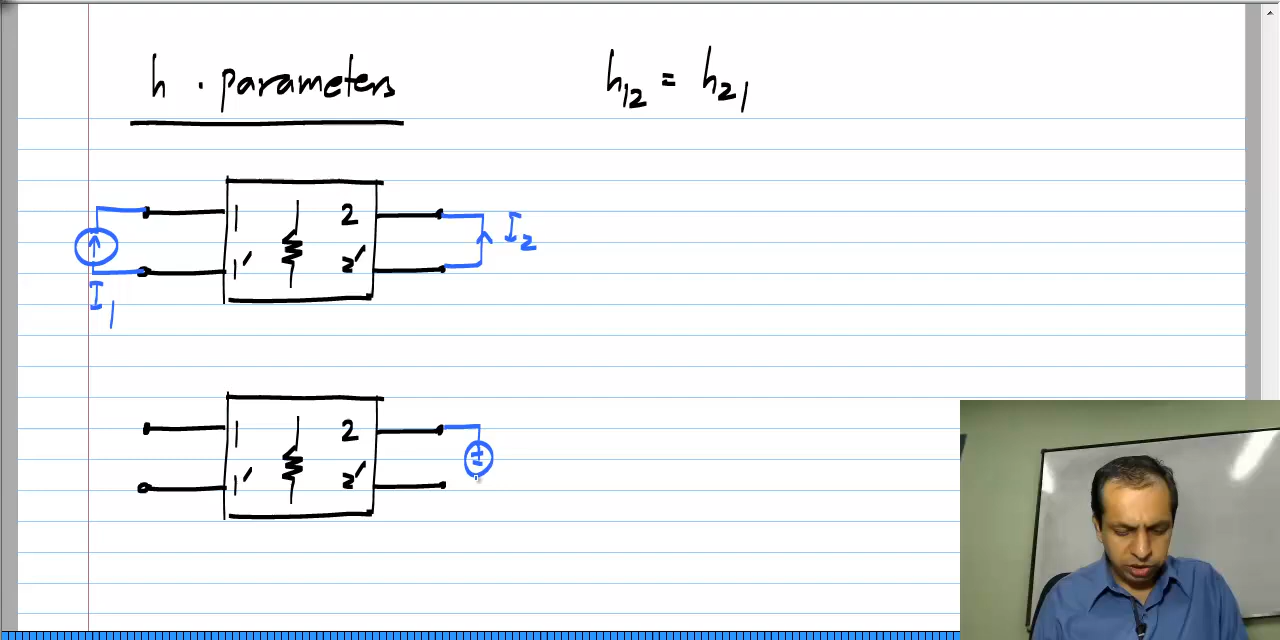 h . parameters
h12 = h21
1 2
1' 2'
I2
I1
1 2
1' 2'